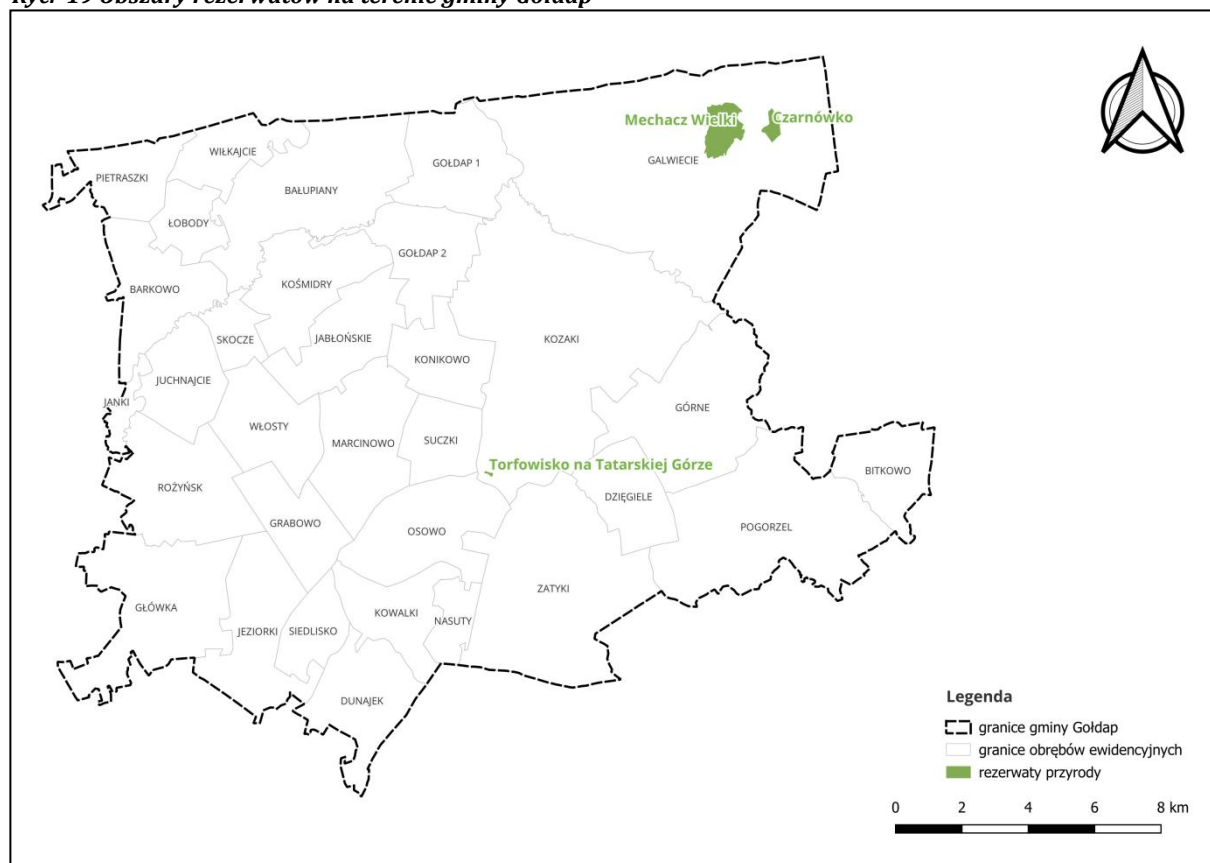 Ryc. 19 Obszary rezerwatów na terenie gminy Gołdap
Mechacz Wielki
Czarnówko
WIŁKAJCIE
GOŁDAP 1
GALWIECIE
PIETRASZKI
BAŁUPIANY
ŁOBODY
GOŁDAP 2
KOŚMIDRY
BARKOWO
SKOCZE
JABŁOŃSKIE
KOZAKI
KONIKOWO
JUCHNAJCIE
JANKI
GÓRNE
WŁOSTY
MARCINOWO
SUCZKI
Torfowisko na Tatarskiej Górze
BITKOWO
ROŻYŃSK
DZIĘGIELE
GRABOWO
OSOWO
POGORZEL
ZATYKI
GŁÓWKA
KOWALKI
NASUTY
JEZIORKI
SIEDLISKO
DUNAJEK
Legenda
granice gminy Gołdap
granice obrębów ewidencyjnych
rezerwaty przyrody
0 2 4 6 8 km